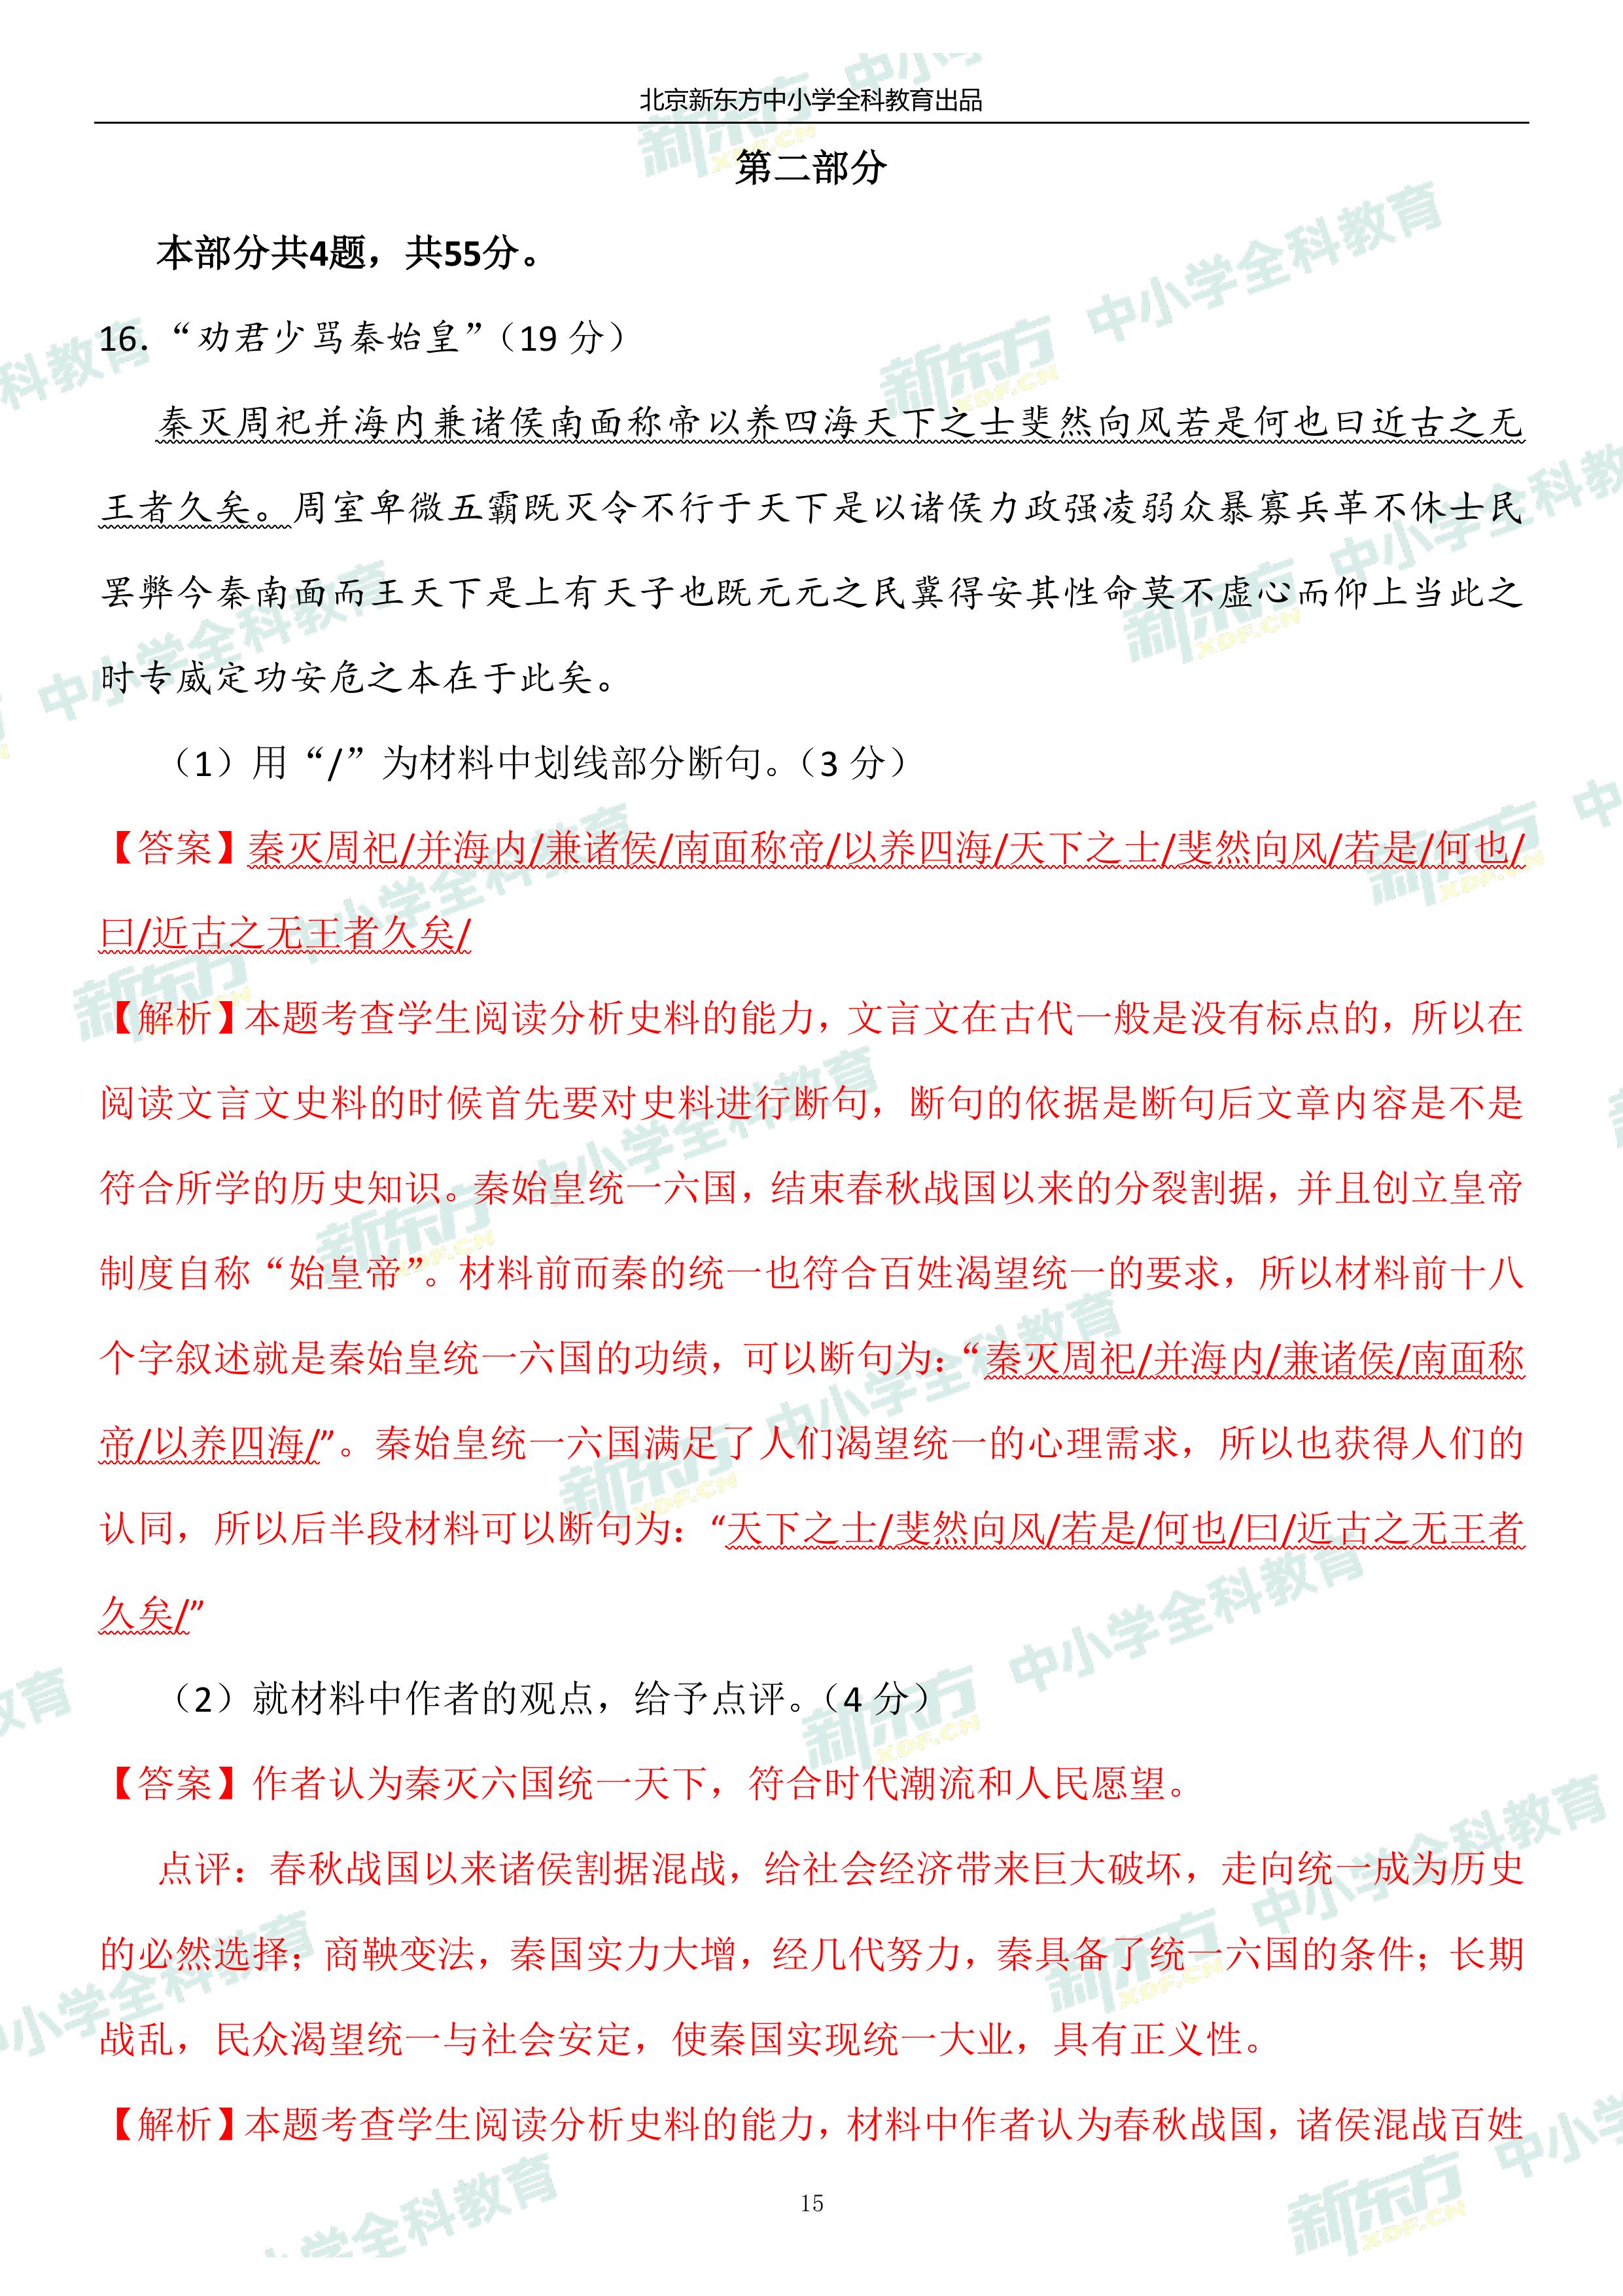 北京新东方中小学全科教育出品
第二部分
本部分共4题，共55分。
16．“劝君少骂秦始皇”（19 分）
秦灭周祀并海内兼诸侯南面称帝以养四海天下之士斐然向风若是何也曰近古之无
王者久矣。周室卑微五霸既灭令不行于天下是以诸侯力政强凌弱众暴寡兵革不休士民
罢弊今秦南面而王天下是上有天子也既元元之民冀得安其性命莫不虚心而仰上当此之
时专威定功安危之本在于此矣。
（1）用“/”为材料中划线部分断句。（3 分）
【答案】秦灭周祀/并海内/兼诸侯/南面称帝/以养四海/天下之士/斐然向风/若是/何也/
曰/近古之无王者久矣/
【解析】本题考查学生阅读分析史料的能力，文言文在古代一般是没有标点的，所以在
阅读文言文史料的时候首先要对史料进行断句，断句的依据是断句后文章内容是不是
符合所学的历史知识。秦始皇统一六国，结束春秋战国以来的分裂割据，并且创立皇帝
制度自称“始皇帝”。材料前而秦的统一也符合百姓渴望统一的要求，所以材料前十八
个字叙述就是秦始皇统一六国的功绩，可以断句为：“秦灭周祀/并海内/兼诸侯/南面称
帝/以养四海/”。秦始皇统一六国满足了人们渴望统一的心理需求，所以也获得人们的
认同，所以后半段材料可以断句为：“天下之士/斐然向风/若是/何也/曰/近古之无王者
久矣/”
（2）就材料中作者的观点，给予点评。（4 分）
【答案】作者认为秦灭六国统一天下，符合时代潮流和人民愿望。
点评：春秋战国以来诸侯割据混战，给社会经济带来巨大破坏，走向统一成为历史
的必然选择；商鞅变法，秦国实力大增，经几代努力，秦具备了统一六国的条件；长期
战乱，民众渴望统一与社会安定，使秦国实现统一大业，具有正义性。
【解析】本题考查学生阅读分析史料的能力，材料中作者认为春秋战国，诸侯混战百姓
15